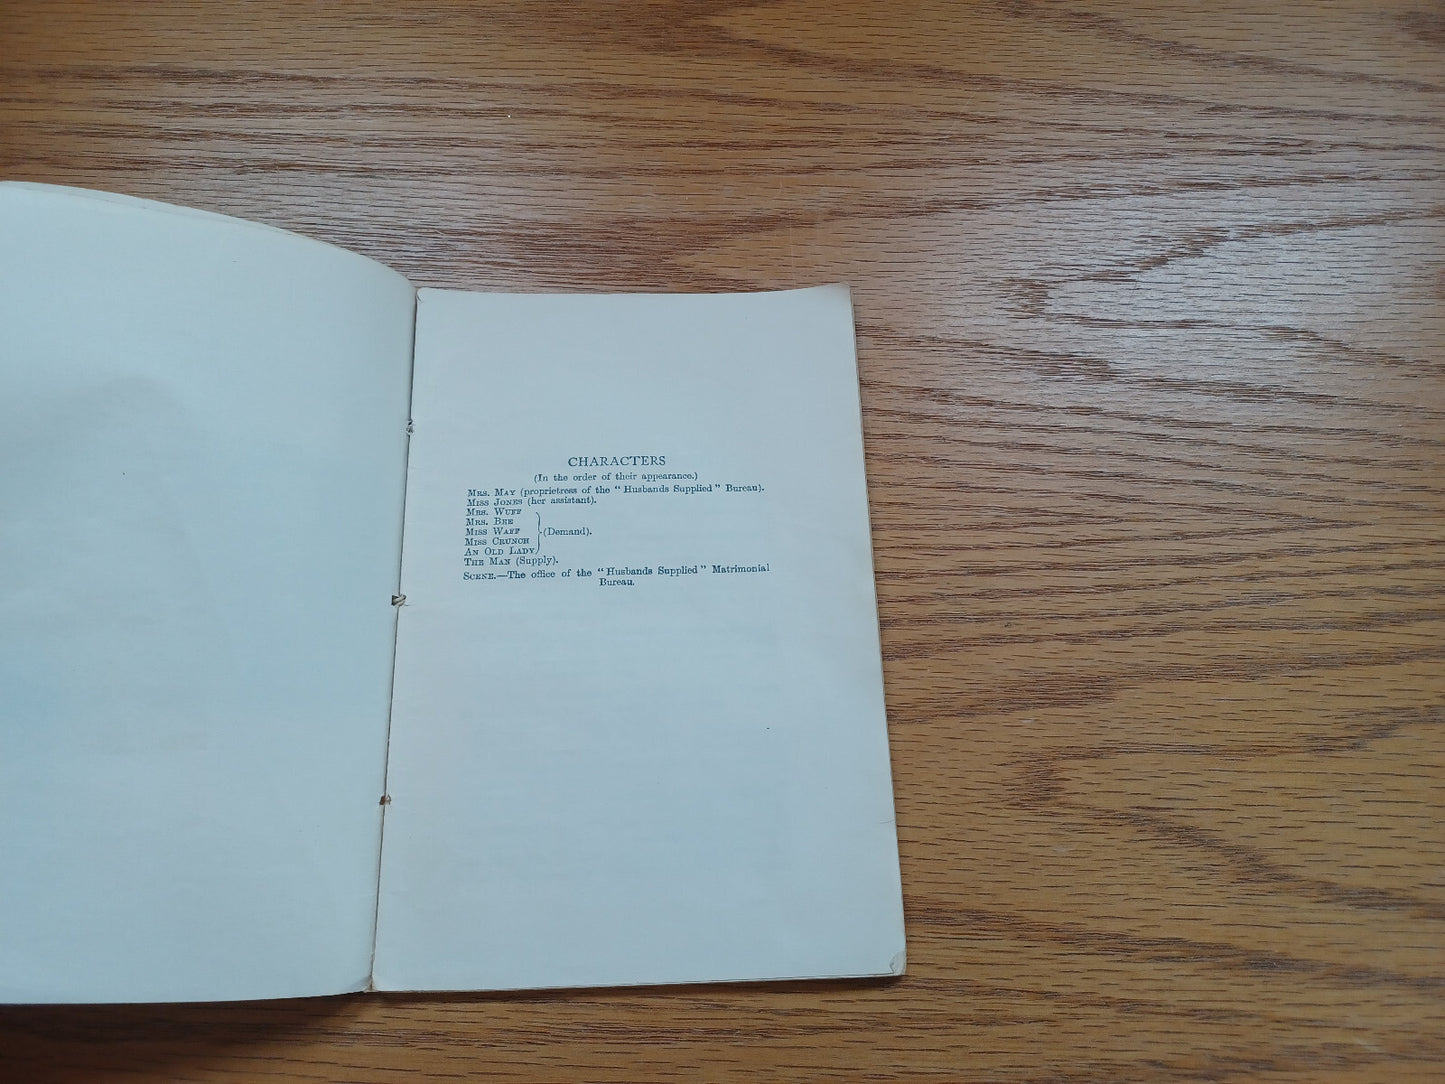 CHARACTERS
(In the order of their appearance.)
MRS. MAY (proprietress of the "Husbands Supplied" Bureau).
MISS JONES (her assistant).
MRS. WUFF
MRS. BEE
MISS WAFF (Demand).
MISS CRUNCH
AN OLD LADY
THE MAN (Supply).
SCENE.—The office of the "Husbands Supplied" Matrimonial
Bureau.